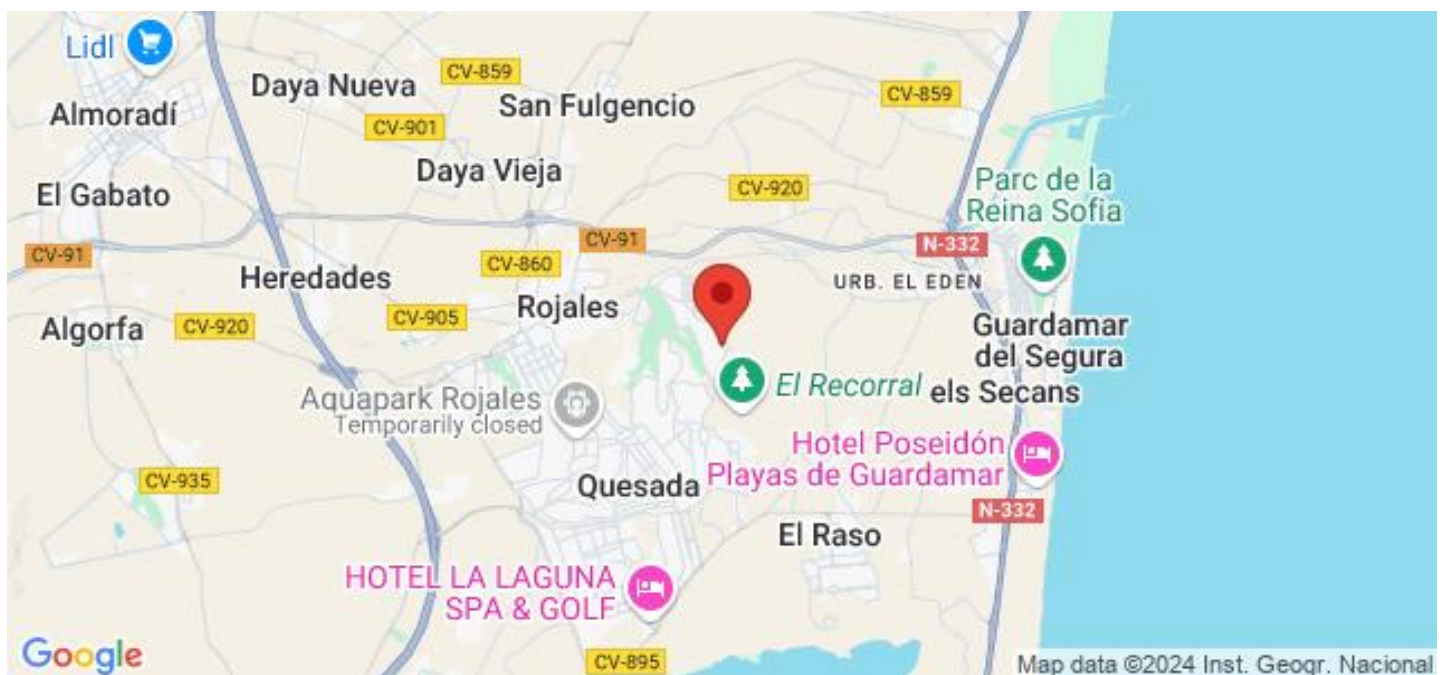 Lidl
Daya Nueva
CV-859
San Fulgencio
CV-859
Almoradí
CV-901
Daya Vieja
CV-920
Parc de la
Reina Sofia
El Gabato
CV-91
CV-91
N-332
Heredades
CV-860
URB. EL EDEN
Rojales
Algorfa
CV-920
CV-905
Guardamar
del Segura
Aquapark Rojales
Temporarily closed
El Recorral
els Secans
Hotel Poseidón
Playas de Guardamar
CV-935
Quesada
N-332
El Raso
HOTEL LA LAGUNA
SPA & GOLF
Google
CV-895
Map data ©2024 Inst. Geogr. Nacional